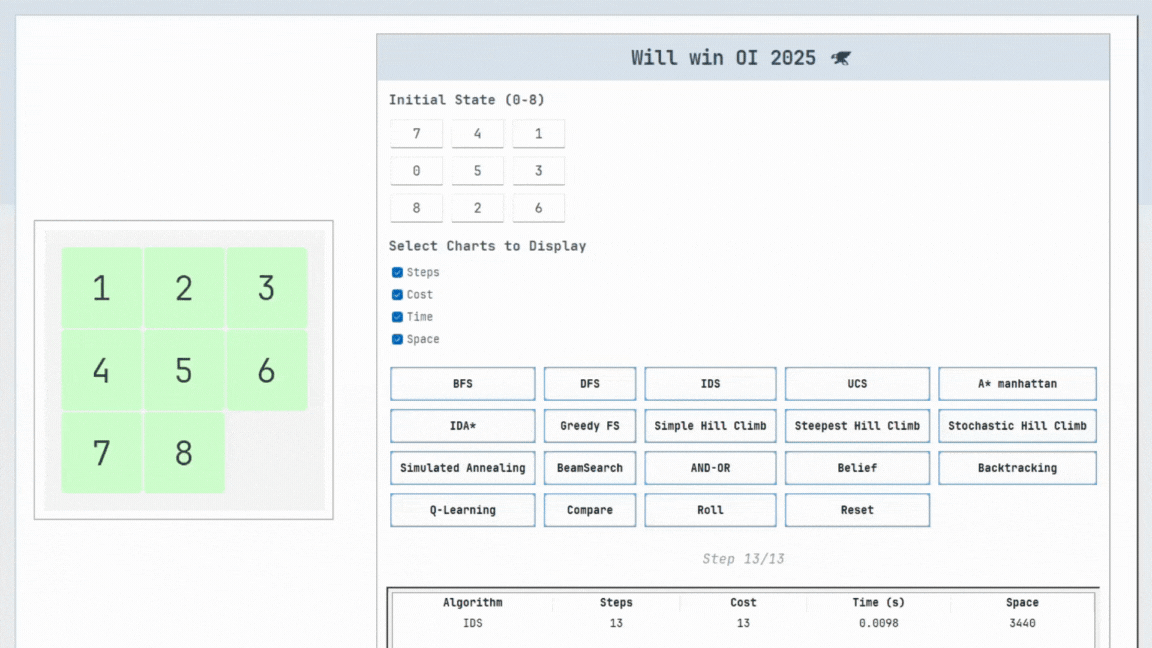 Will win OI 2025
Initial State (0-8)
7 4 1
0 5 3
8 2 6
Select Charts to Display
Steps
Cost
Time
Space
1 2 3
4 5 6
7 8
BFS DFS IDS UCS A* manhattan
IDA* Greedy FS Simple Hill Climb Steepest Hill Climb Stochastic Hill Climb
Simulated Annealing BeamSearch AND-OR Belief Backtracking
Q-Learning Compare Roll Reset
Step 13/13
Algorithm Steps Cost Time (s) Space
IDS 13 13 0.0098 3440